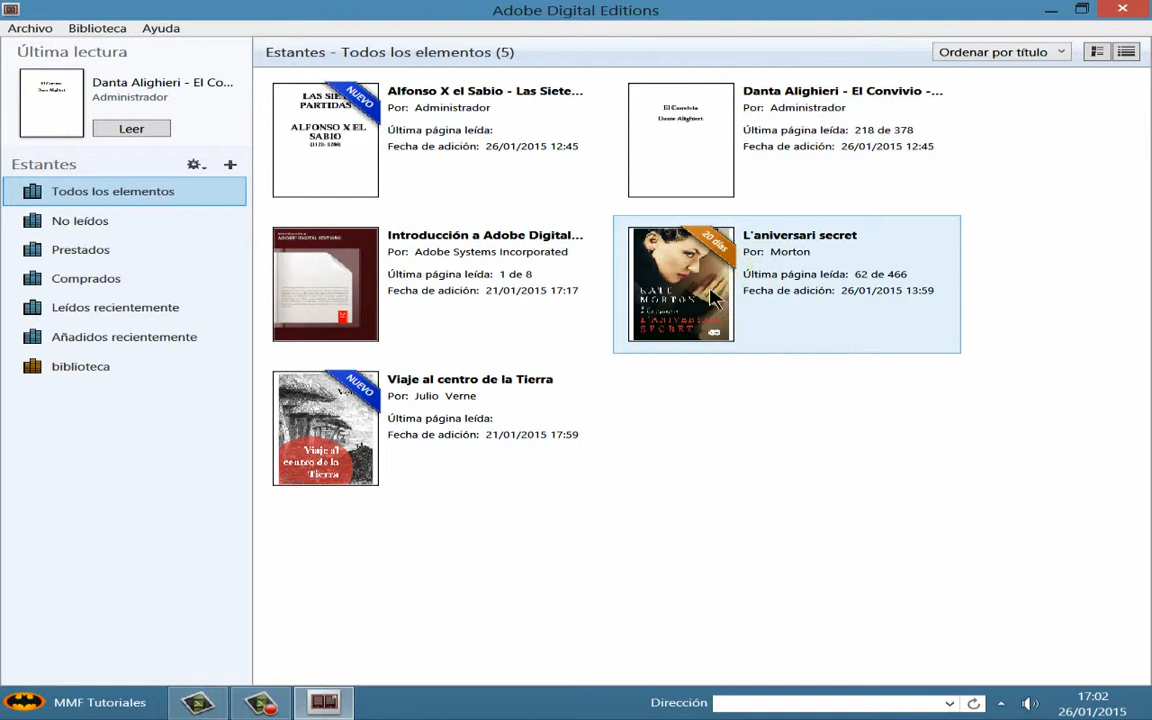 Adobe Digital Editions
Archivo Biblioteca Ayuda
Última lectura
El Convivio
Dante Alighieri
Danta Alighieri - El Co...
Administrador
Leer
Estantes
Todos los elementos
No leídos
Prestados
Comprados
Leídos recientemente
Añadidos recientemente
biblioteca
Estantes - Todos los elementos (5)
Ordenar por título
NUEVO
LAS SIETE
PARTIDAS
ALFONSO X EL
SABIO
Alfonso X el Sabio - Las Siete...
Por: Administrador
Última página leída:
Fecha de adición: 26/01/2015 12:45
El Convivio
Dante Alighieri
Danta Alighieri - El Convivio -...
Por: Administrador
Última página leída: 218 de 378
Fecha de adición: 26/01/2015 12:45
ADOBE DIGITAL EDITIONS
Introducción a Adobe Digital...
Por: Adobe Systems Incorporated
Última página leída: 1 de 8
Fecha de adición: 21/01/2015 17:17
20 días
KATE
MORTON
L'ANIVERSARI
SECRET
L'aniversari secret
Por: Morton
Última página leída: 62 de 466
Fecha de adición: 26/01/2015 13:59
NUEVO
Viaje al
centro de la
Tierra
Viaje al centro de la Tierra
Por: Julio Verne
Última página leída:
Fecha de adición: 21/01/2015 17:59
MMF Tutoriales
Dirección
17:02
26/01/2015